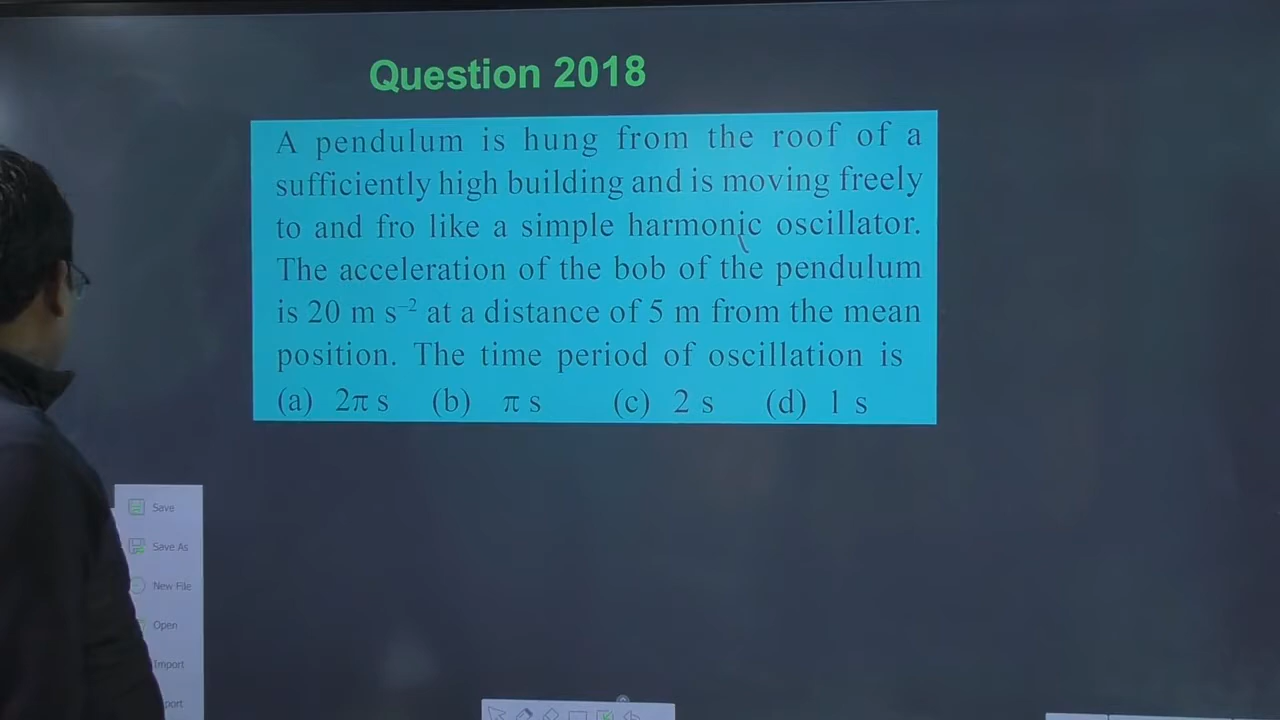 Question 2018
A pendulum is hung from the roof of a
sufficiently high building and is moving freely
to and fro like a simple harmonic oscillator.
The acceleration of the bob of the pendulum
is 20 m s⁻² at a distance of 5 m from the mean
position. The time period of oscillation is
(a) 2π s (b) π s (c) 2 s (d) 1 s
Save
Save As
New File
Open
Import
port